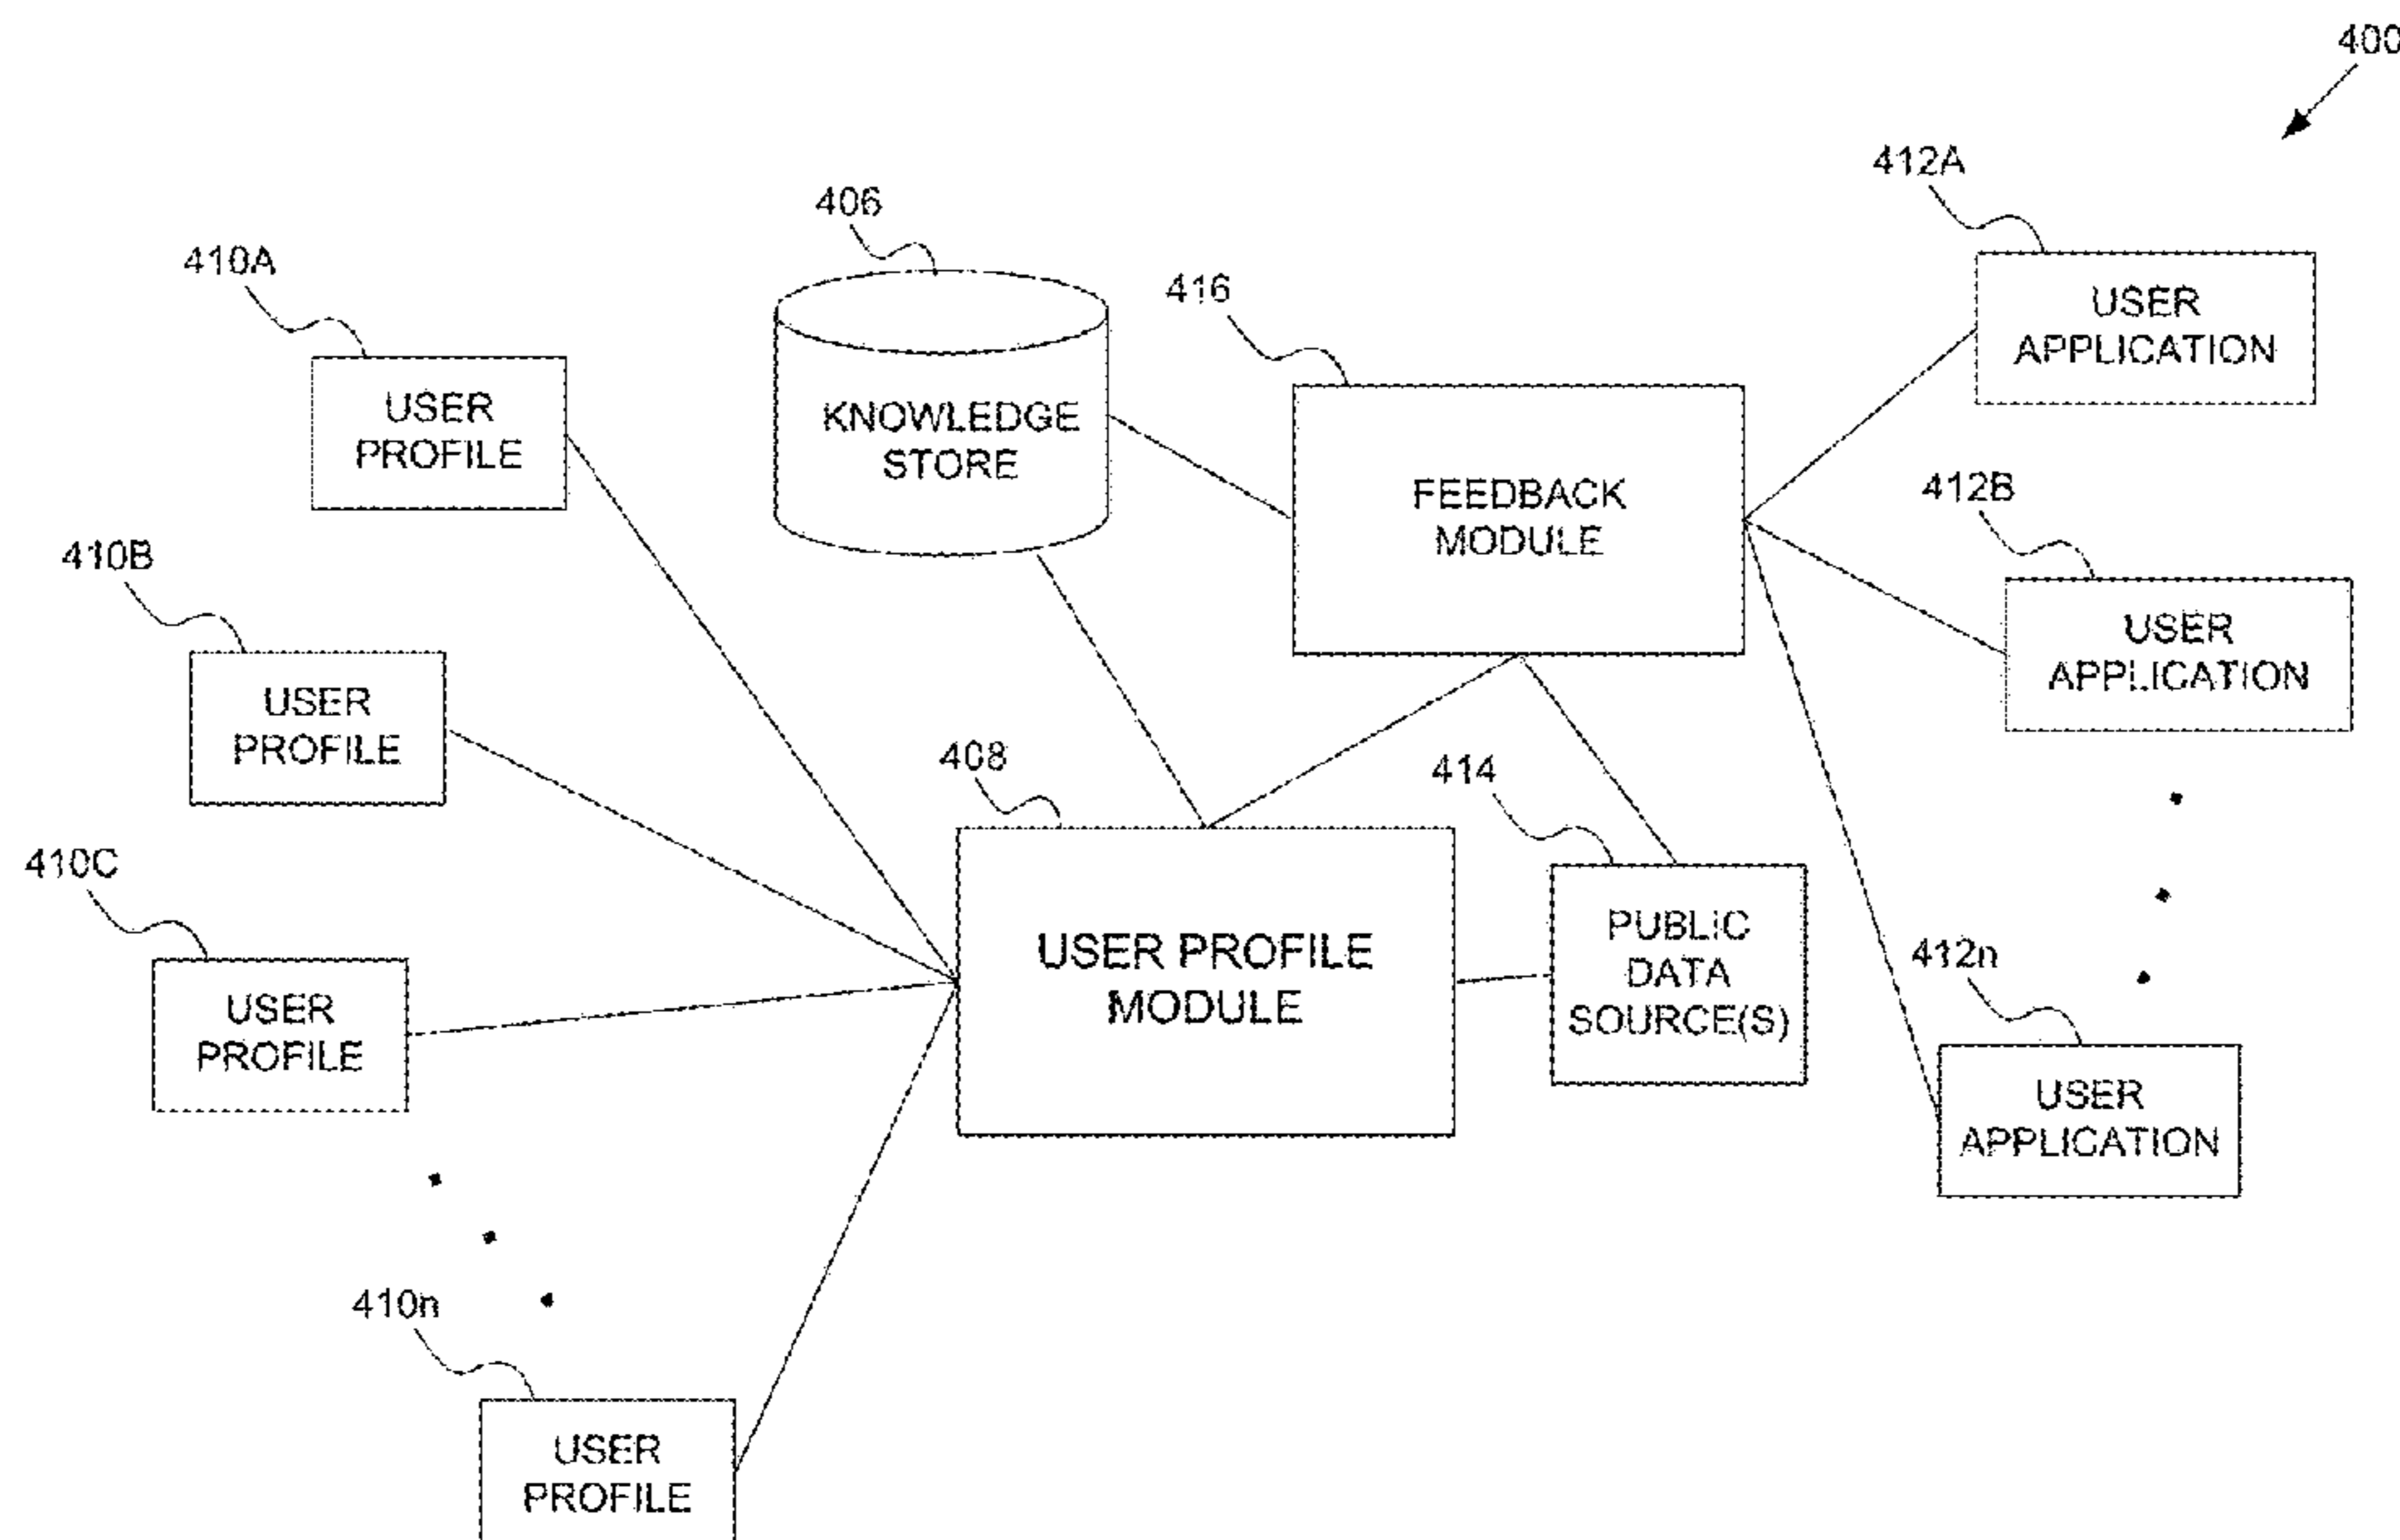 400
412A
406
410A
416
USER
APPLICATION
USER
PROFILE
KNOWLEDGE
STORE
FEEDBACK
MODULE
412B
410B
USER
APPLICATION
USER
PROFILE
408
414
410C
USER PROFILE
MODULE
PUBLIC
DATA
SOURCE(S)
412n
USER
PROFILE
USER
APPLICATION
410n
USER
PROFILE